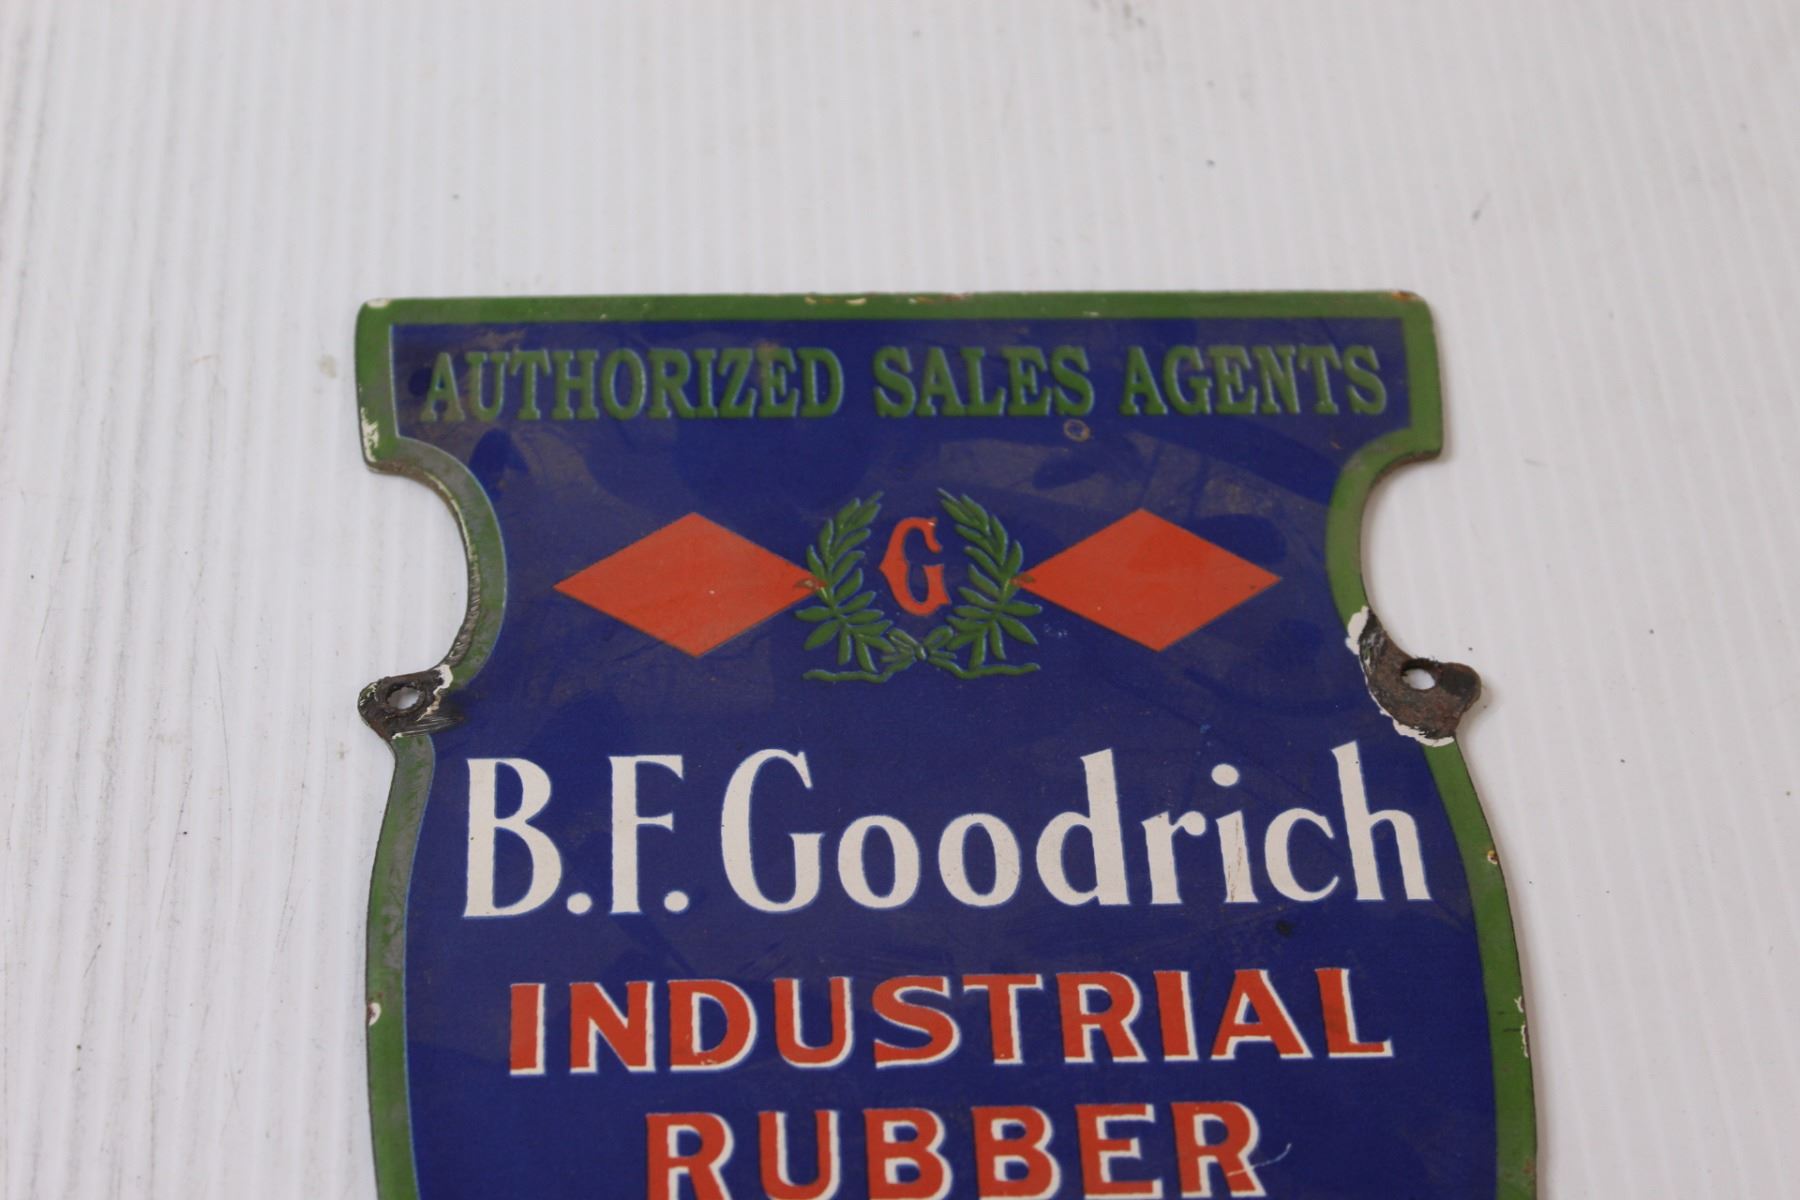 AUTHORIZED SALES AGENTS
G
B.F. Goodrich
INDUSTRIAL
RUBBER